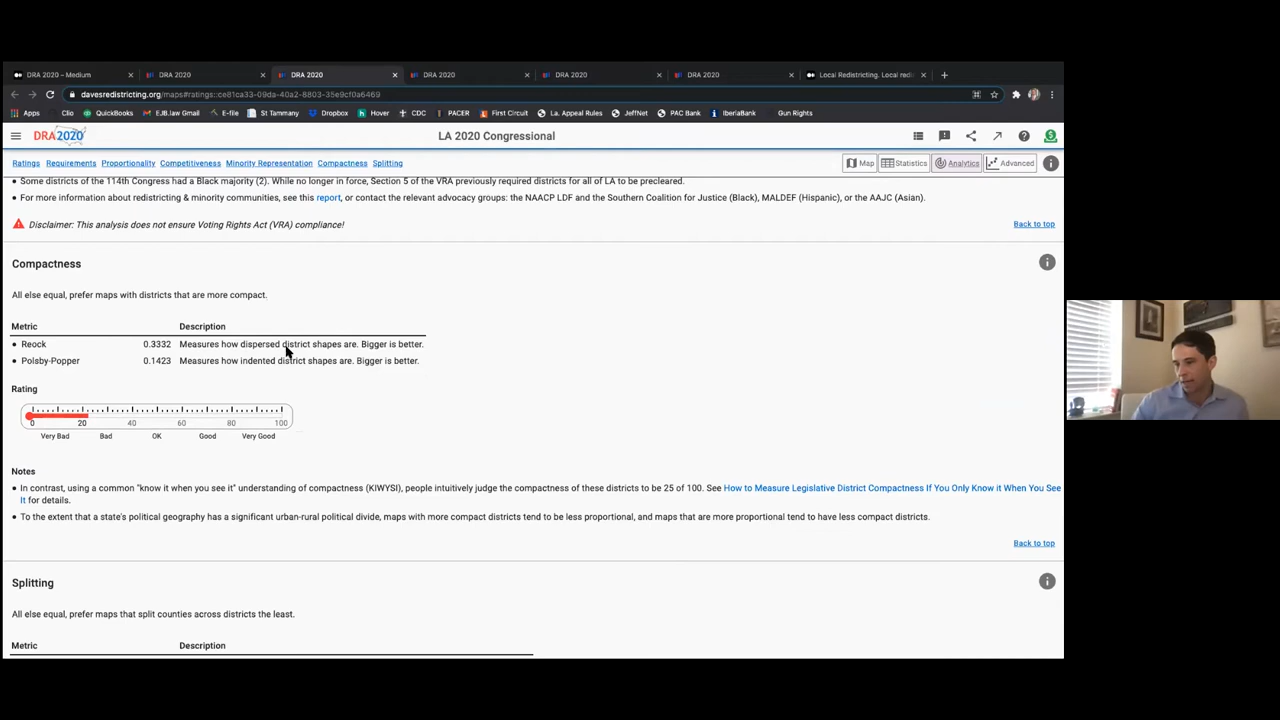 DRA 2020 – Medium
DRA 2020
DRA 2020
DRA 2020
DRA 2020
DRA 2020
Local Redistricting. Local redi
davesredistricting.org/maps#ratings::ce81ca33-09da-40a2-8803-35e9cf0a6469
Apps Clio QuickBooks EJB.law Gmail E-file St Tammany Dropbox Hover CDC PACER First Circuit La. Appeal Rules JeffNet PAC Bank IberiaBank Gun Rights
DRA2020 LA 2020 Congressional
Ratings Requirements Proportionality Competitiveness Minority Representation Compactness Splitting Map Statistics Analytics Advanced
• Some districts of the 114th Congress had a Black majority (2). While no longer in force, Section 5 of the VRA previously required districts for all of LA to be precleared.
• For more information about redistricting & minority communities, see this report, or contact the relevant advocacy groups: the NAACP LDF and the Southern Coalition for Justice (Black), MALDEF (Hispanic), or the AAJC (Asian).
Disclaimer: This analysis does not ensure Voting Rights Act (VRA) compliance! Back to top
Compactness
All else equal, prefer maps with districts that are more compact.
Metric Description
• Reock 0.3332 Measures how dispersed district shapes are. Bigger is better.
• Polsby-Popper 0.1423 Measures how indented district shapes are. Bigger is better.
Rating
0 20 40 60 80 100
Very Bad Bad OK Good Very Good
Notes
• In contrast, using a common "know it when you see it" understanding of compactness (KIWYSI), people intuitively judge the compactness of these districts to be 25 of 100. See How to Measure Legislative District Compactness If You Only Know it When You See
It for details.
• To the extent that a state's political geography has a significant urban-rural political divide, maps with more compact districts tend to be less proportional, and maps that are more proportional tend to have less compact districts.
Back to top
Splitting
All else equal, prefer maps that split counties across districts the least.
Metric Description